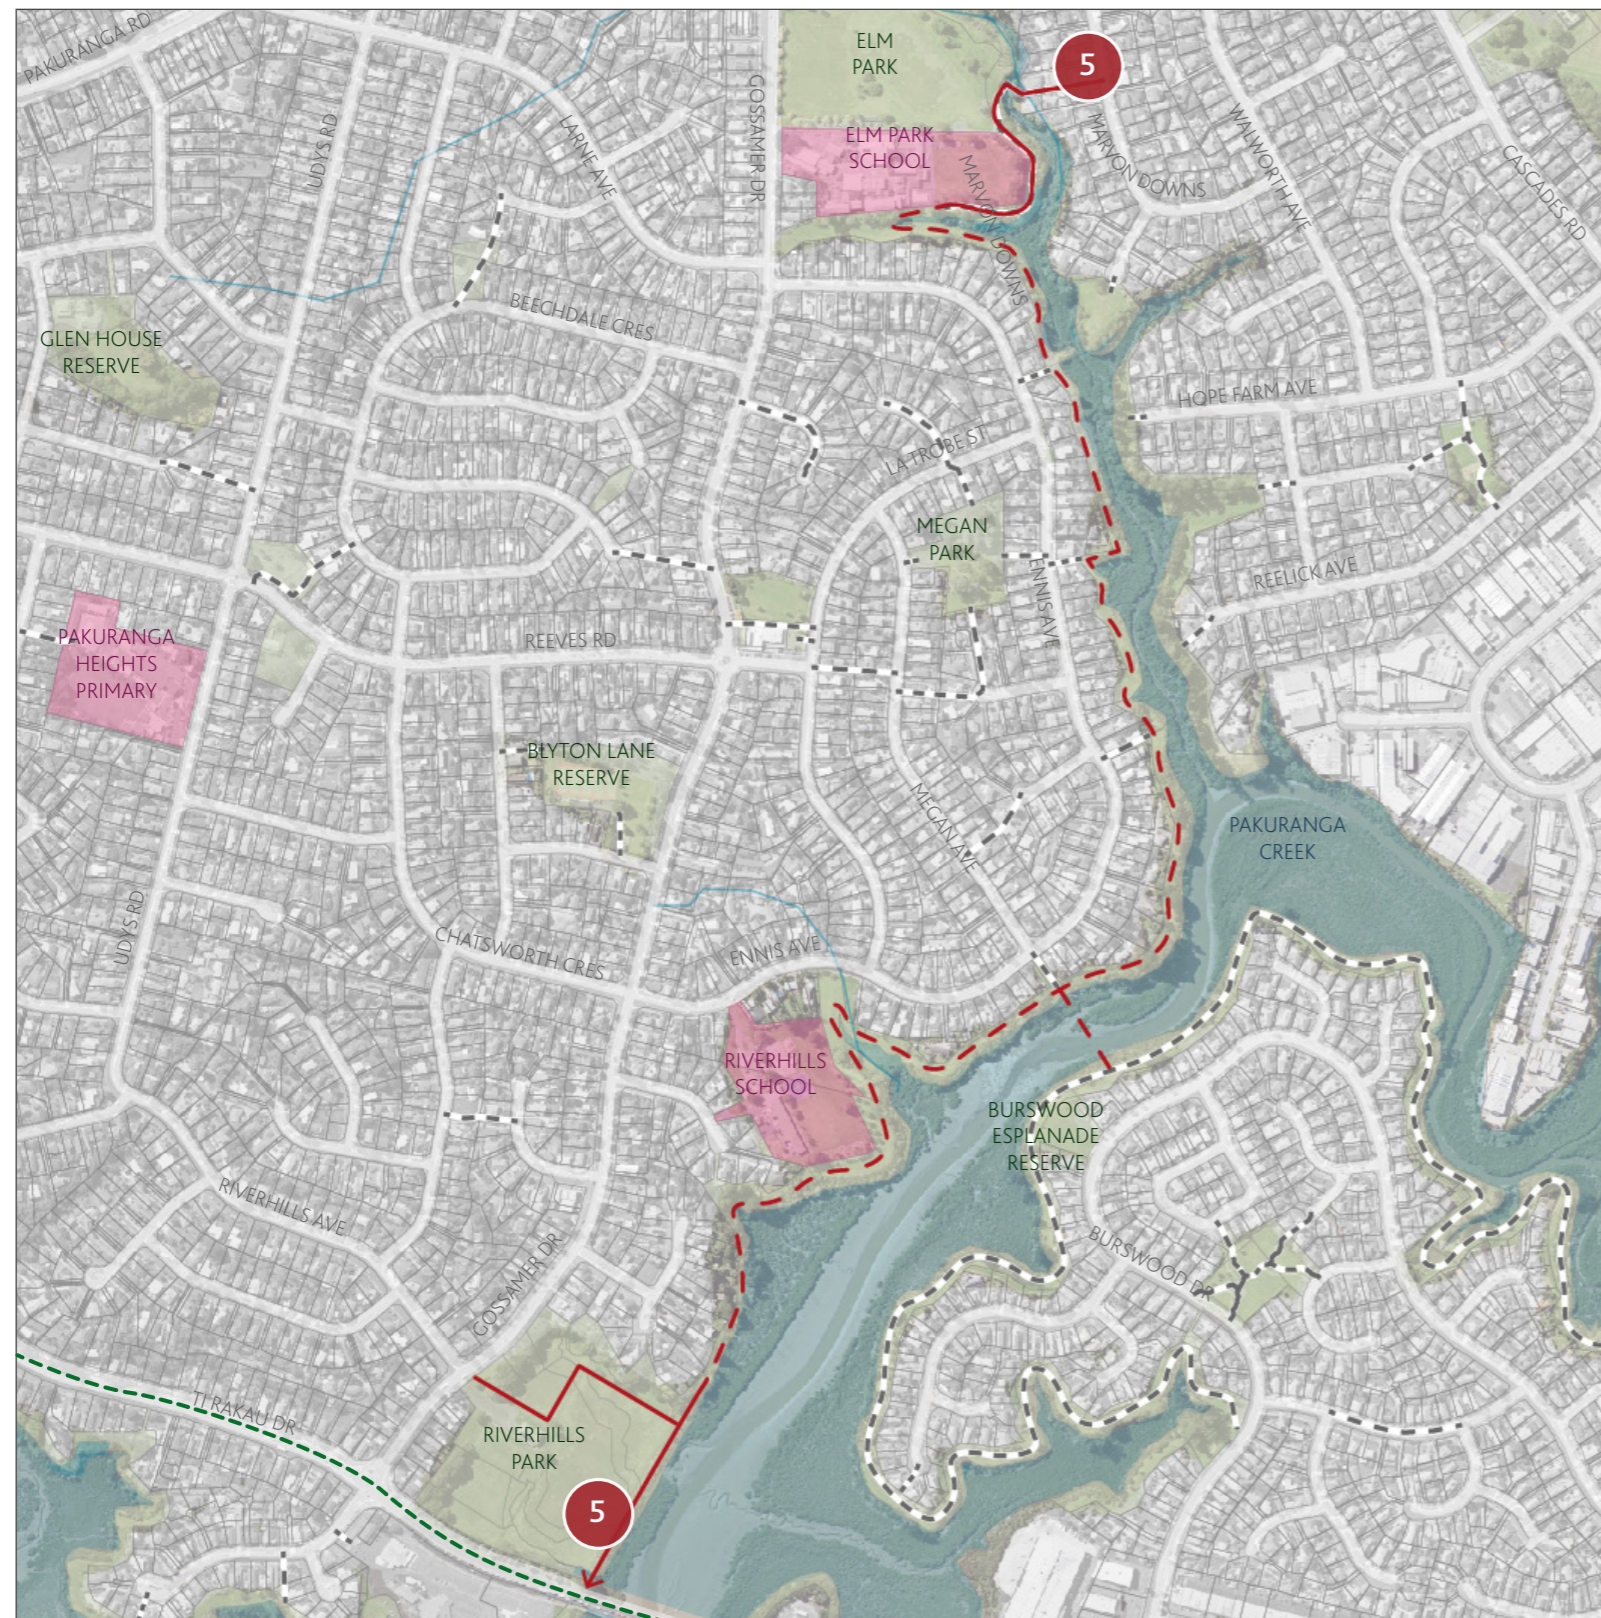 PAKURANGA RD
ELM
PARK
5
GOSSAMER DR
UDYS RD
LARNE AVE
ELM PARK
SCHOOL
MARVON DOWNS
MARVON DOWNS
WALWORTH AVE
CASCADES RD
BEECHDALE CRES
GLEN HOUSE
RESERVE
HOPE FARM AVE
LA TROBE ST
MEGAN
PARK
ENNIS AVE
REELICK AVE
PAKURANGA
HEIGHTS
PRIMARY
REEVES RD
BLYTON LANE
RESERVE
MEGAN AVE
PAKURANGA
CREEK
UDYS RD
CHATSWORTH CRES
ENNIS AVE
RIVERHILLS
SCHOOL
BURSWOOD
ESPLANADE
RESERVE
RIVERHILLS AVE
GOSSAMER DR
BURSWOOD DR
TI RAKAU DR
RIVERHILLS
PARK
5